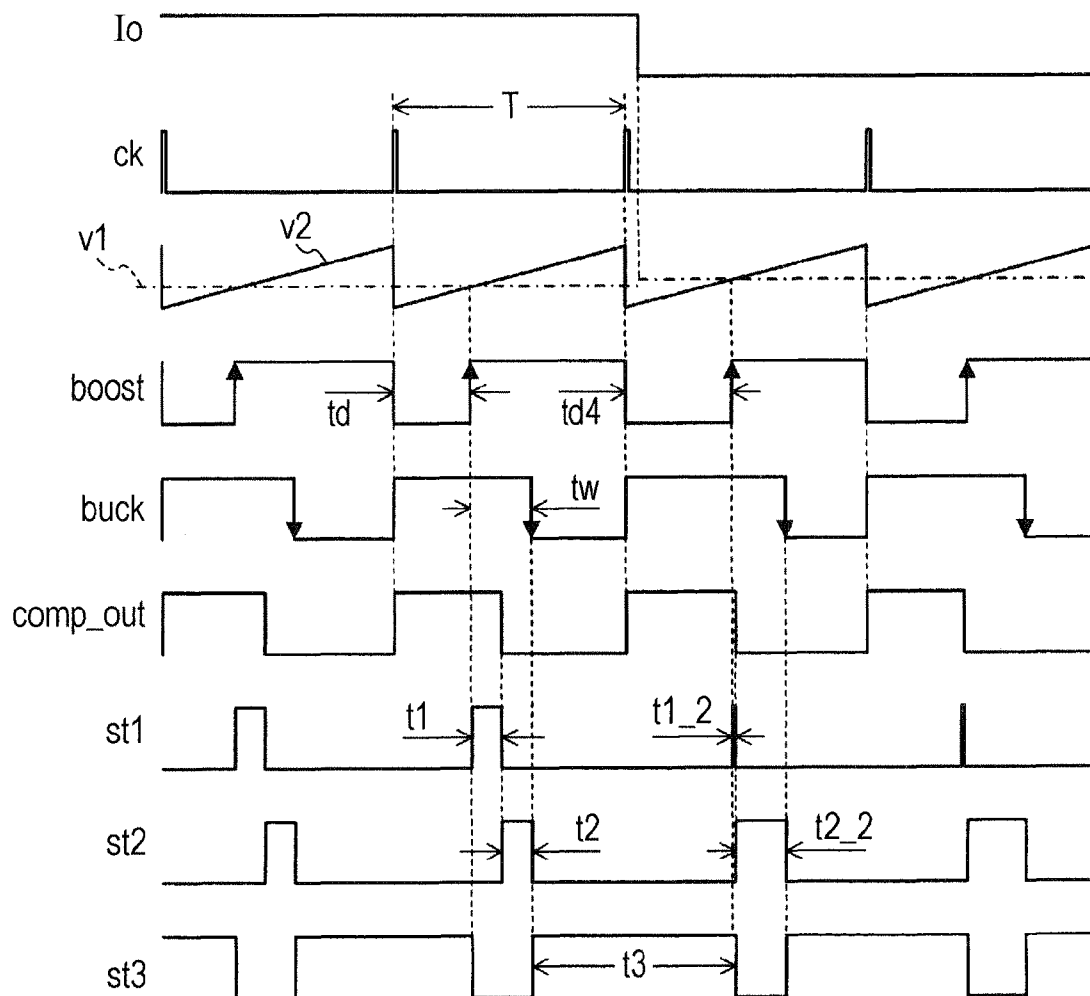 Io
T
ck
v1
v2
boost
td
td4
buck
tw
comp_out
st1
t1
t1_2
st2
t2
t2_2
st3
t3